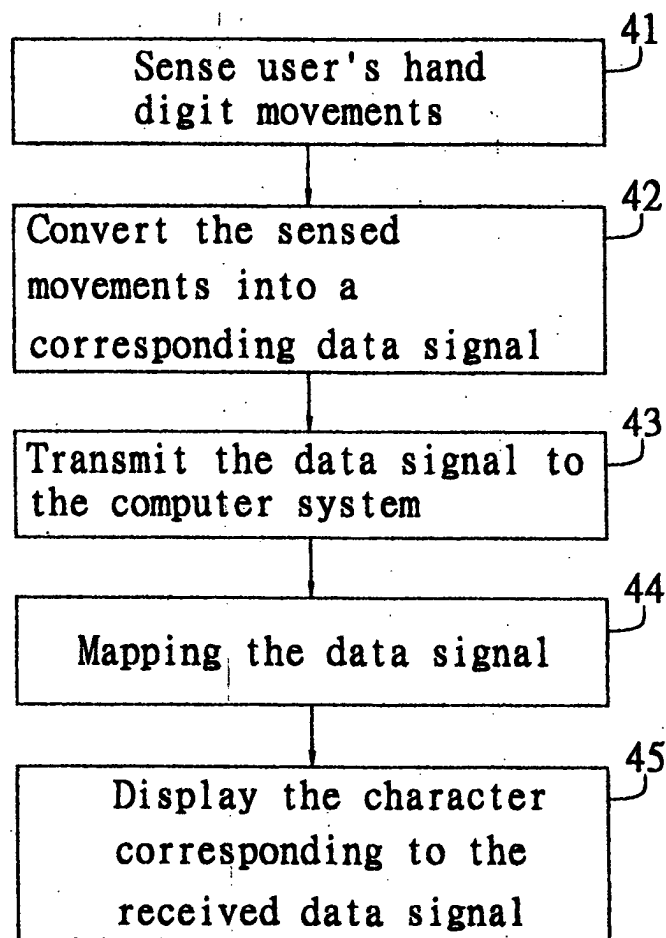 41
Sense user's hand
digit movements
42
Convert the sensed
movements into a
corresponding data signal
43
Transmit the data signal to
the computer system
44
Mapping the data signal
45
Display the character
corresponding to the
received data signal